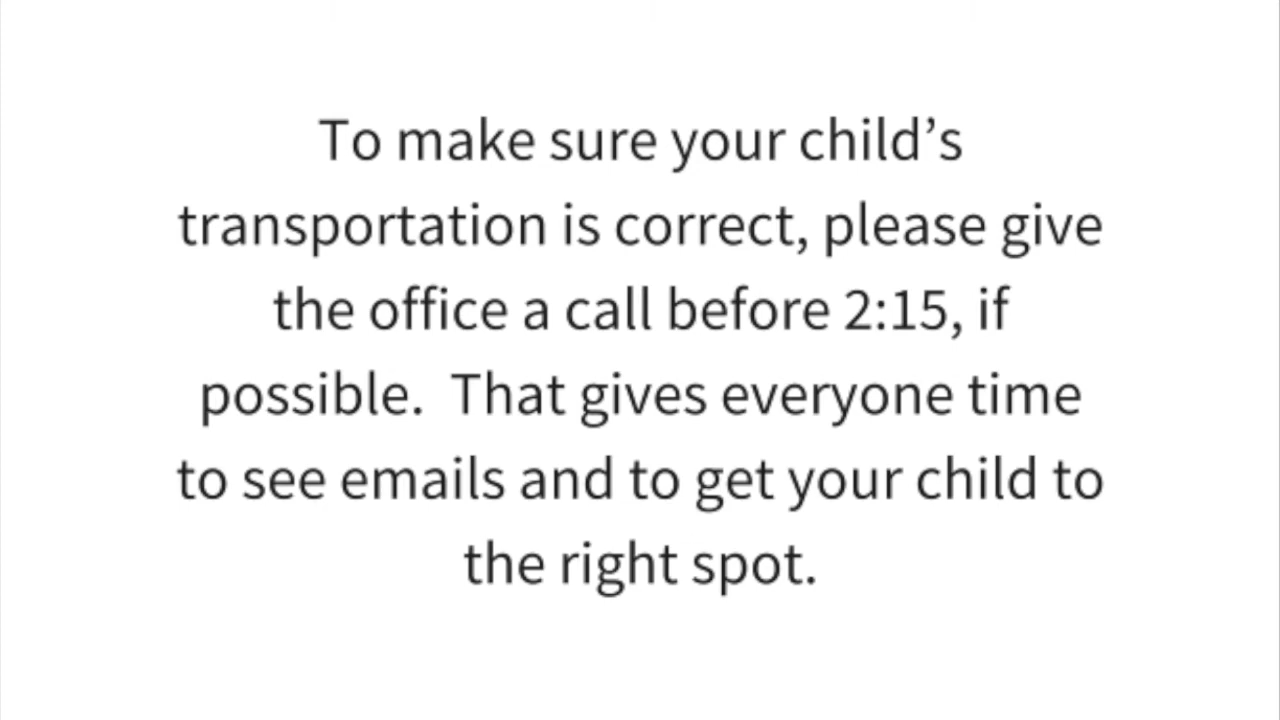 To make sure your child’s
transportation is correct, please give
the office a call before 2:15, if
possible.  That gives everyone time
to see emails and to get your child to
the right spot.